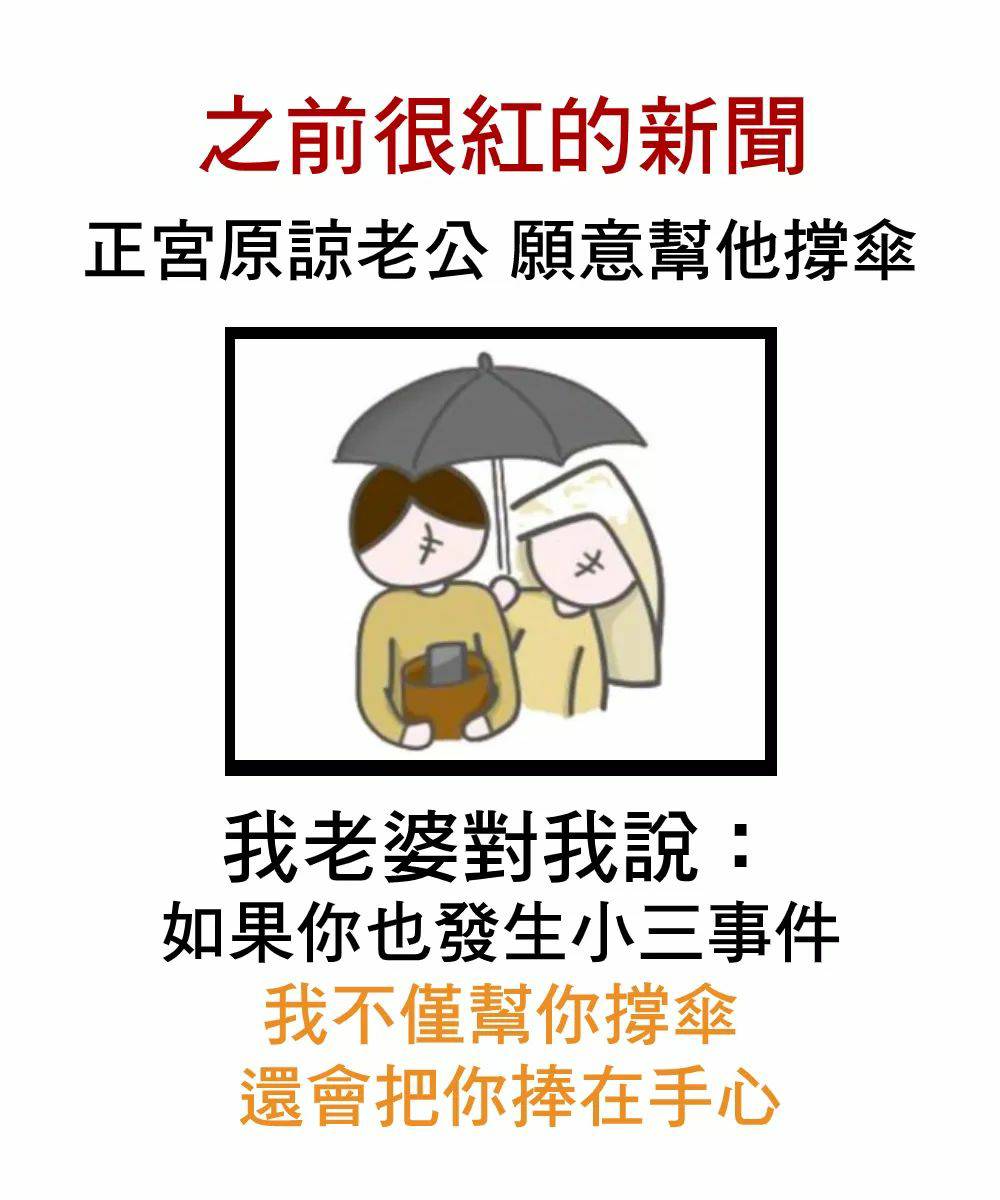 之前很紅的新聞
正宮原諒老公 願意幫他撐傘
我老婆對我說：
如果你也發生小三事件
我不僅幫你撐傘
還會把你捧在手心